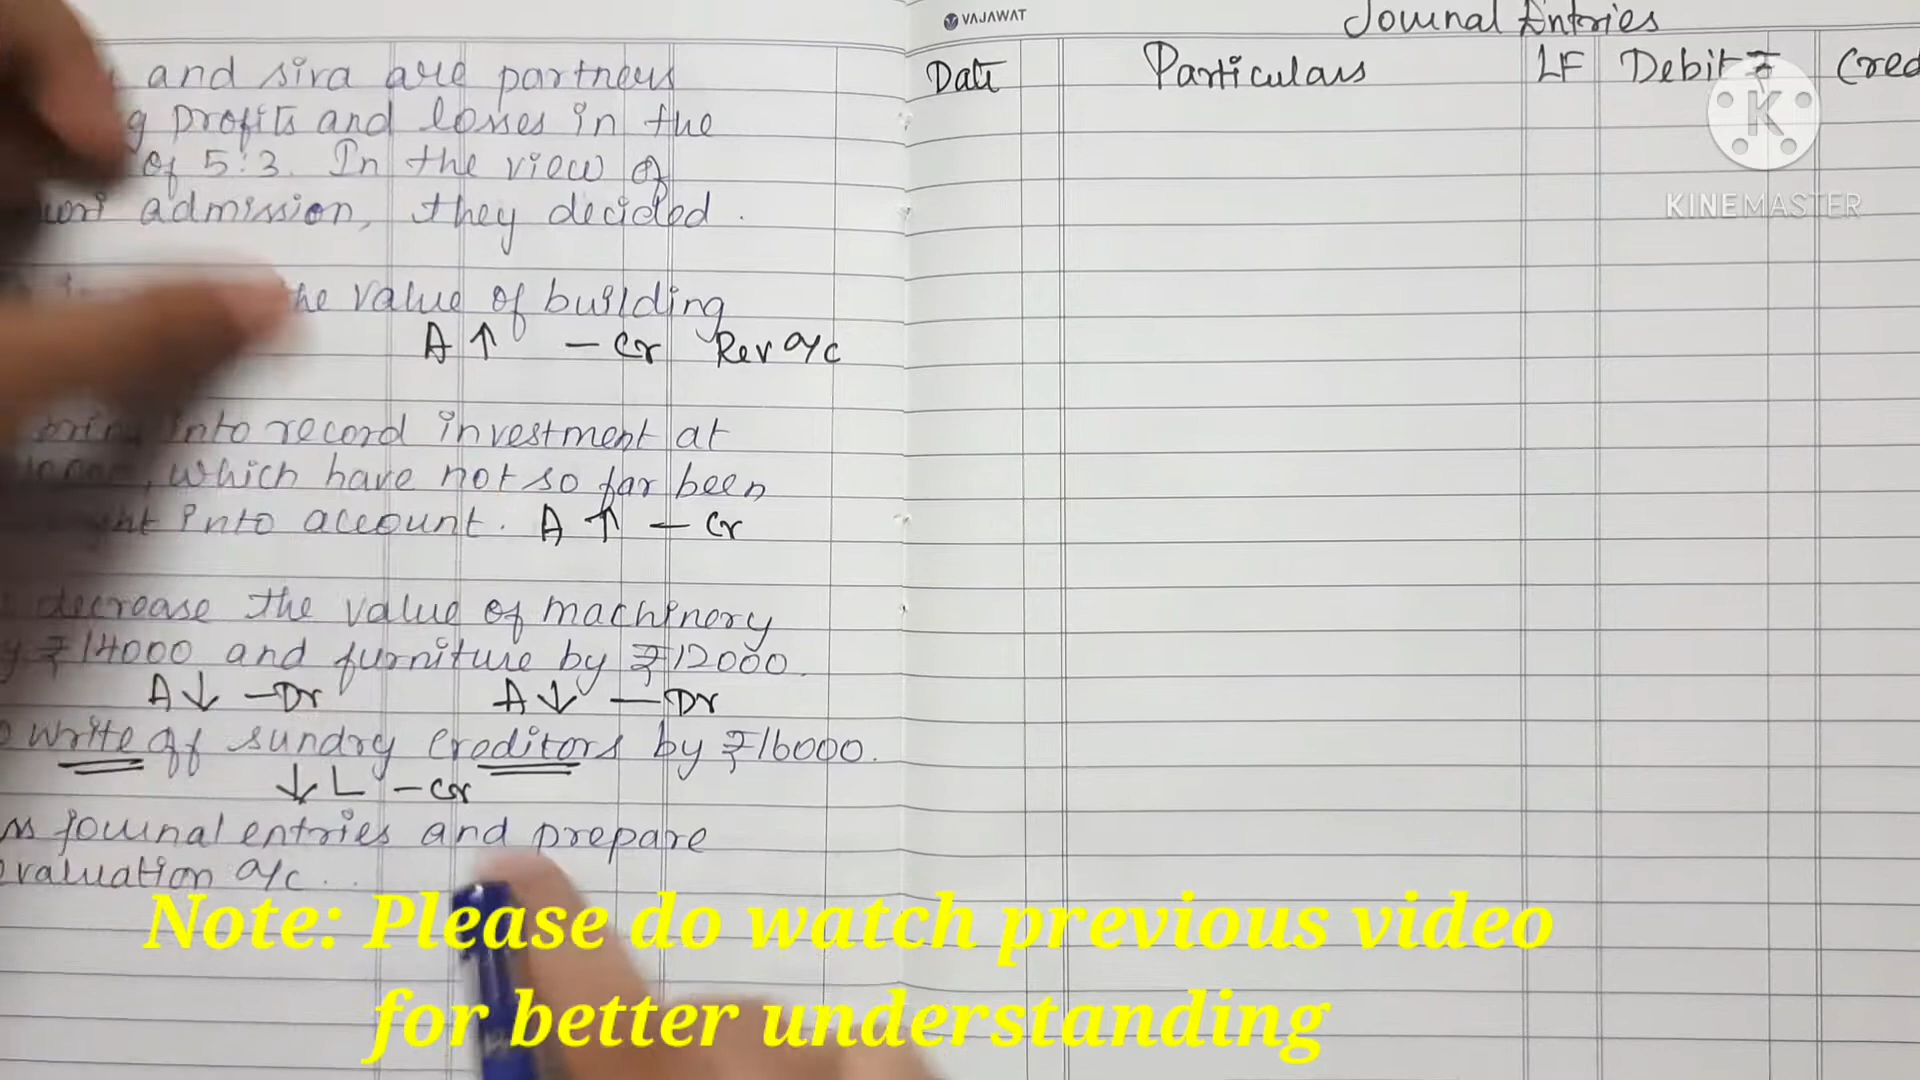 and siva are partners
profits and losses in the
of 5:3. In the view of
admission, they decided.
the value of building
A ↑ – Cr Rev a/c
into record investment at
, which have not so far been
into account. A ↑ – Cr
decrease the value of machinery
₹14000 and furniture by ₹12000.
A ↓ – Dr A ↓ – Dr
write off sundry creditors by ₹16000.
↓ L – Cr
journal entries and prepare
a/c.
VAJAWAT
Journal Entries
Date Particulars LF Debit ₹
K
KINEMASTER
Note: Please do watch previous video
for better understanding